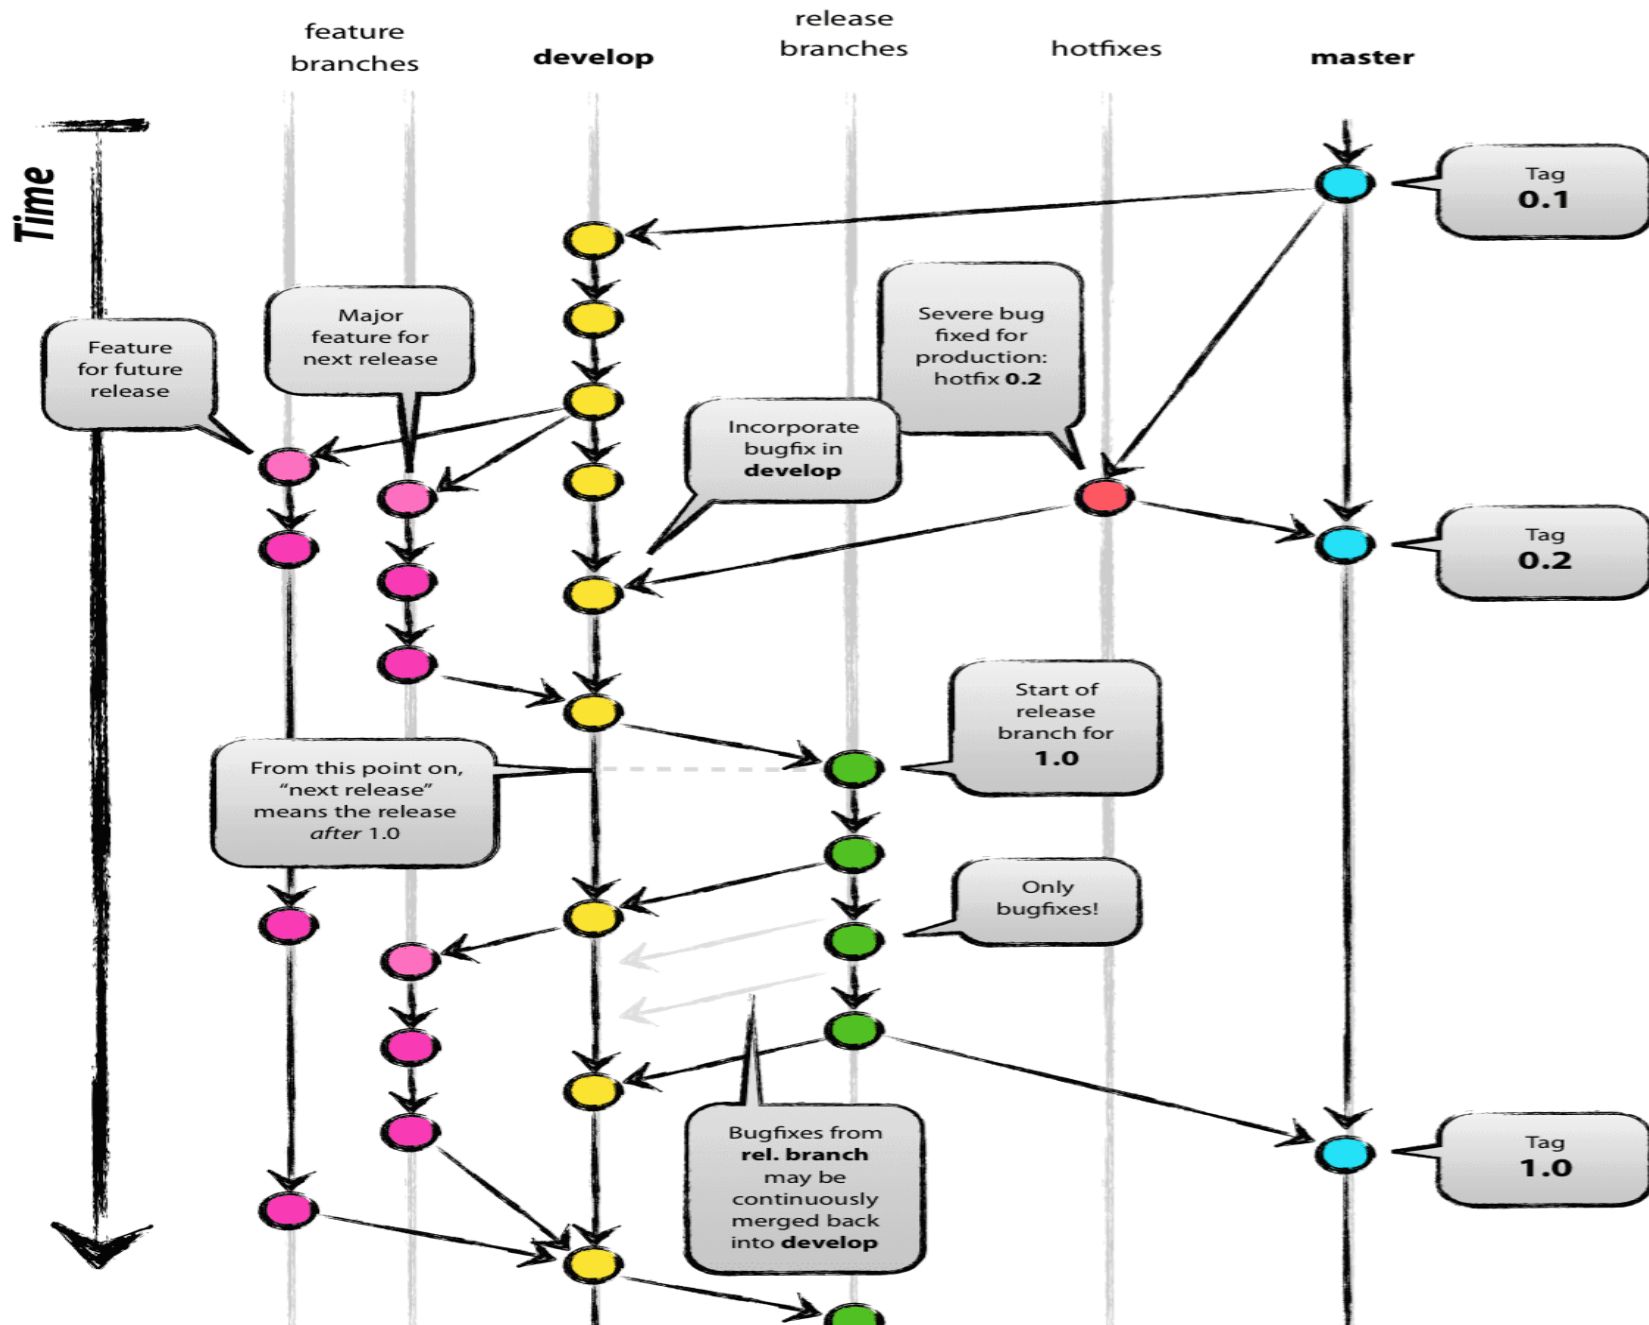 feature
branches
develop
release
branches
hotfixes
master
Time
Tag
0.1
Feature
for future
release
Major
feature for
next release
Severe bug
fixed for
production:
hotfix 0.2
Incorporate
bugfix in
develop
Tag
0.2
Start of
release
branch for
1.0
From this point on,
“next release”
means the release
after 1.0
Only
bugfixes!
Bugfixes from
rel. branch
may be
continuously
merged back
into develop
Tag
1.0